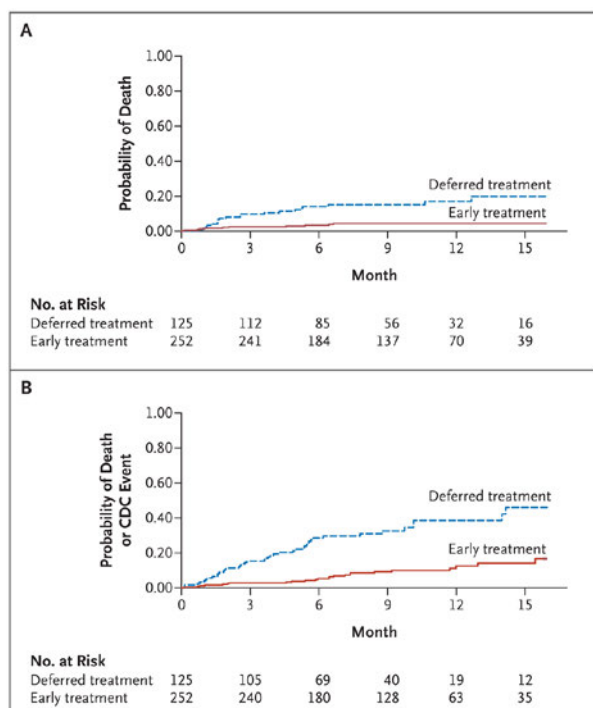 A
Probability of Death
1.00
0.80
0.60
0.40
0.20
0.00
Deferred treatment
Early treatment
0 3 6 9 12 15
Month
No. at Risk
Deferred treatment 125 112 85 56 32 16
Early treatment 252 241 184 137 70 39
B
Probability of Death
or CDC Event
1.00
0.80
0.60
0.40
0.20
0.00
Deferred treatment
Early treatment
0 3 6 9 12 15
Month
No. at Risk
Deferred treatment 125 105 69 40 19 12
Early treatment 252 240 180 128 63 35